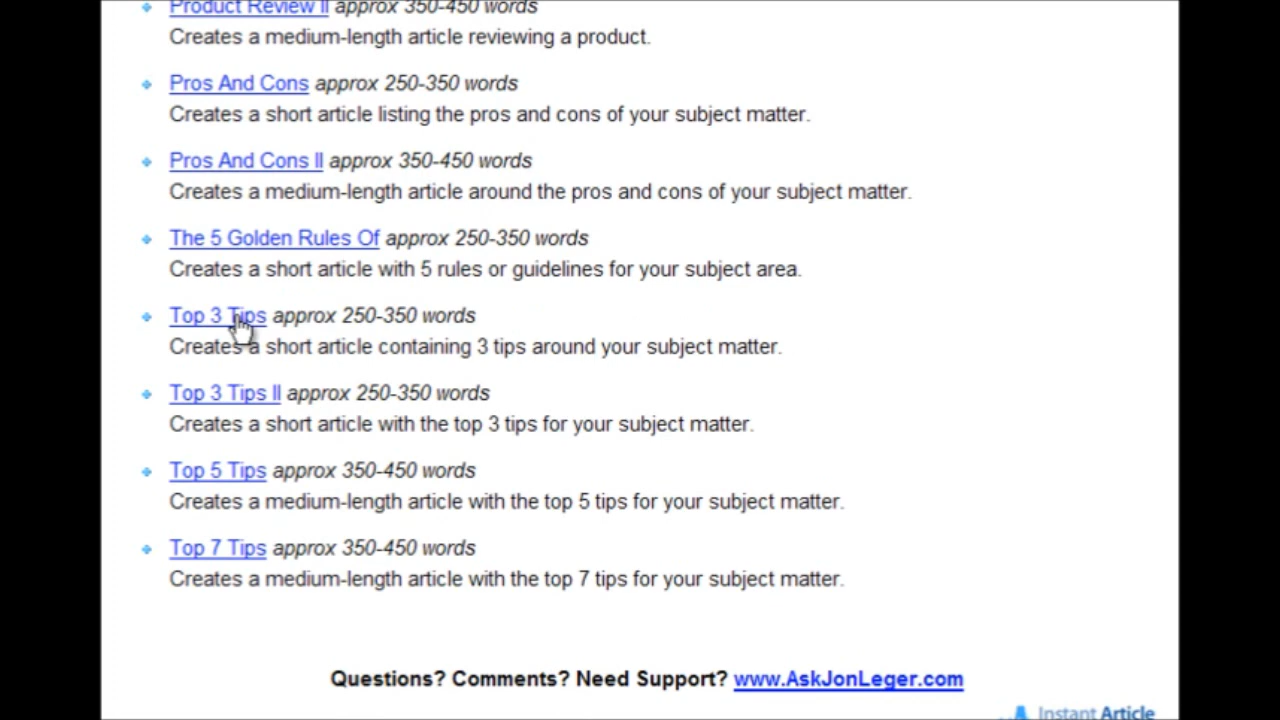 Product Review II approx 350-450 words
Creates a medium-length article reviewing a product.
Pros And Cons approx 250-350 words
Creates a short article listing the pros and cons of your subject matter.
Pros And Cons II approx 350-450 words
Creates a medium-length article around the pros and cons of your subject matter.
The 5 Golden Rules Of approx 250-350 words
Creates a short article with 5 rules or guidelines for your subject area.
Top 3 Tips approx 250-350 words
Creates a short article containing 3 tips around your subject matter.
Top 3 Tips II approx 250-350 words
Creates a short article with the top 3 tips for your subject matter.
Top 5 Tips approx 350-450 words
Creates a medium-length article with the top 5 tips for your subject matter.
Top 7 Tips approx 350-450 words
Creates a medium-length article with the top 7 tips for your subject matter.
Questions? Comments? Need Support? www.AskJonLeger.com
Instant Article